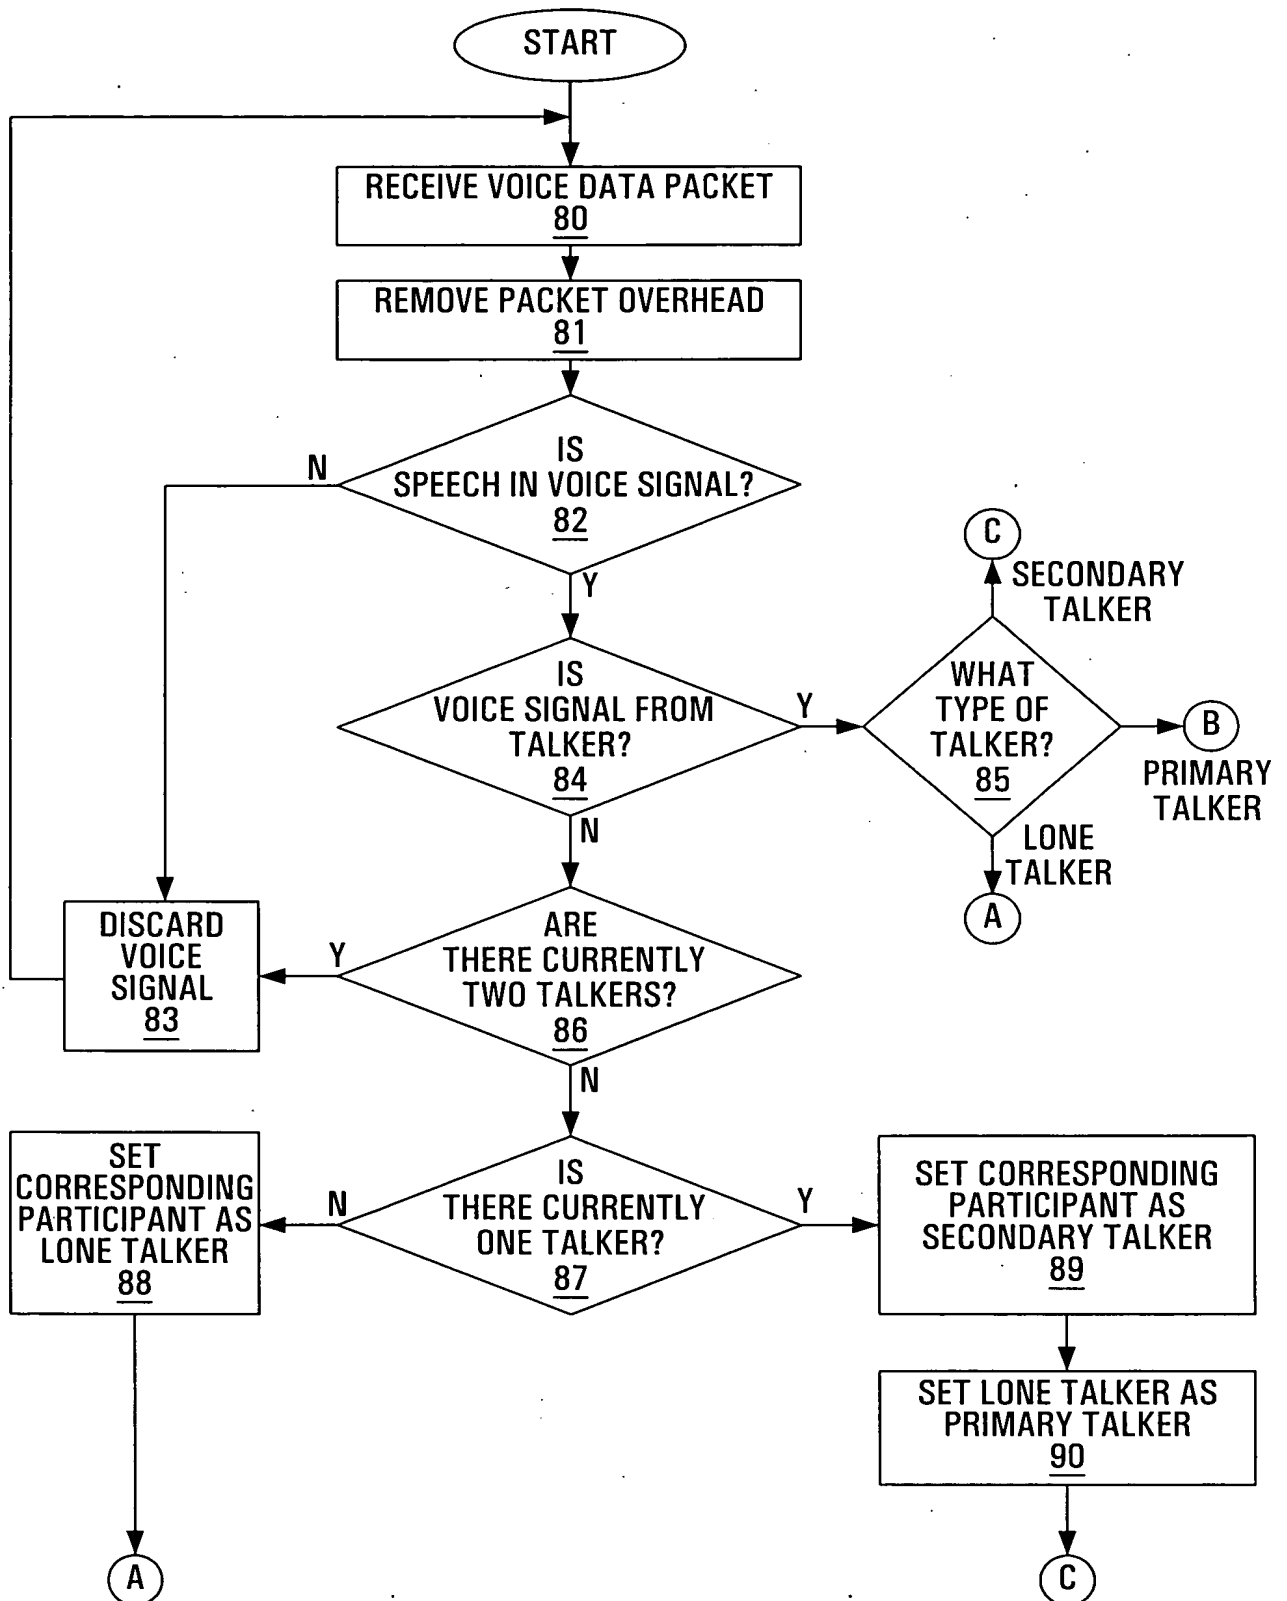 START
RECEIVE VOICE DATA PACKET
80
REMOVE PACKET OVERHEAD
81
IS
SPEECH IN VOICE SIGNAL?
82
N
Y
C
SECONDARY
TALKER
IS
VOICE SIGNAL FROM
TALKER?
84
Y
N
WHAT
TYPE OF
TALKER?
85
B
PRIMARY
TALKER
LONE
TALKER
A
DISCARD
VOICE
SIGNAL
83
Y
ARE
THERE CURRENTLY
TWO TALKERS?
86
N
SET
CORRESPONDING
PARTICIPANT AS
LONE TALKER
88
N
IS
THERE CURRENTLY
ONE TALKER?
87
Y
SET CORRESPONDING
PARTICIPANT AS
SECONDARY TALKER
89
SET LONE TALKER AS
PRIMARY TALKER
90
A
C